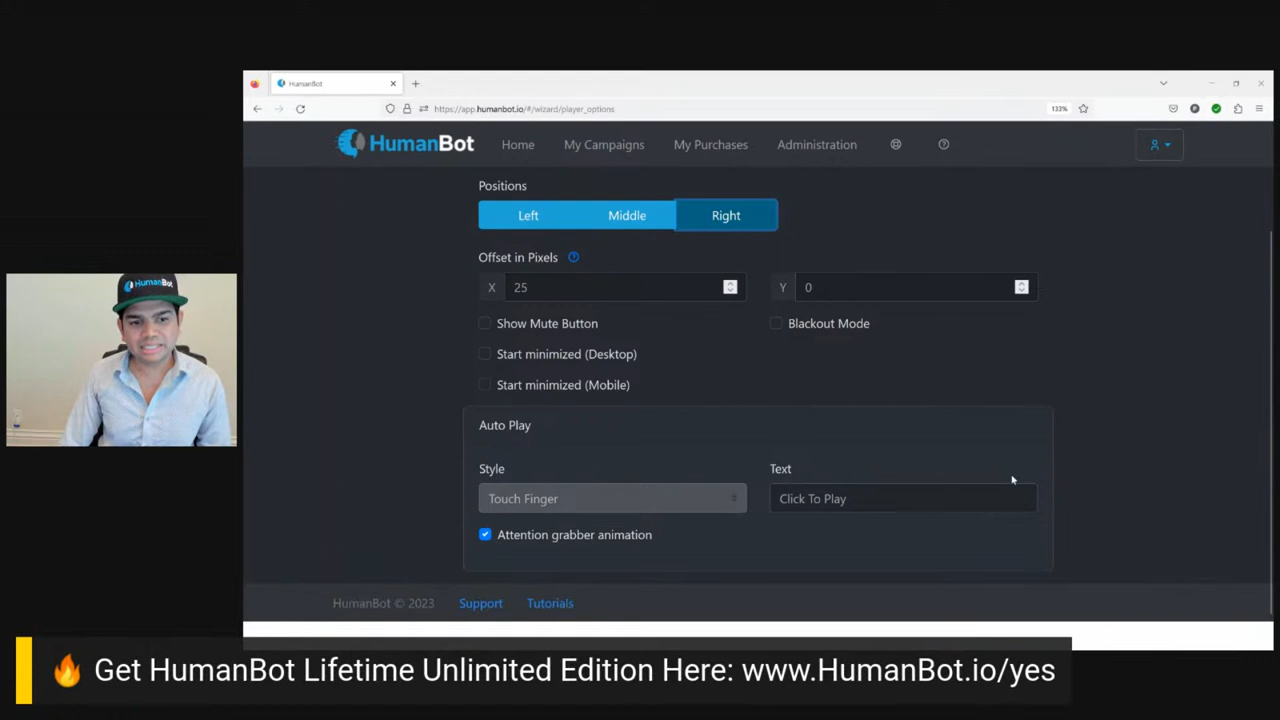 HumanBot
https://app.humanbot.io/#/wizard/player_options
133%
HumanBot
Home
My Campaigns
My Purchases
Administration
Positions
Left
Middle
Right
Offset in Pixels
X
25
Y
0
Show Mute Button
Blackout Mode
Start minimized (Desktop)
Start minimized (Mobile)
Auto Play
Style
Text
Touch Finger
Click To Play
Attention grabber animation
HumanBot
HumanBot © 2023
Support
Tutorials
🔥 Get HumanBot Lifetime Unlimited Edition Here: www.HumanBot.io/yes